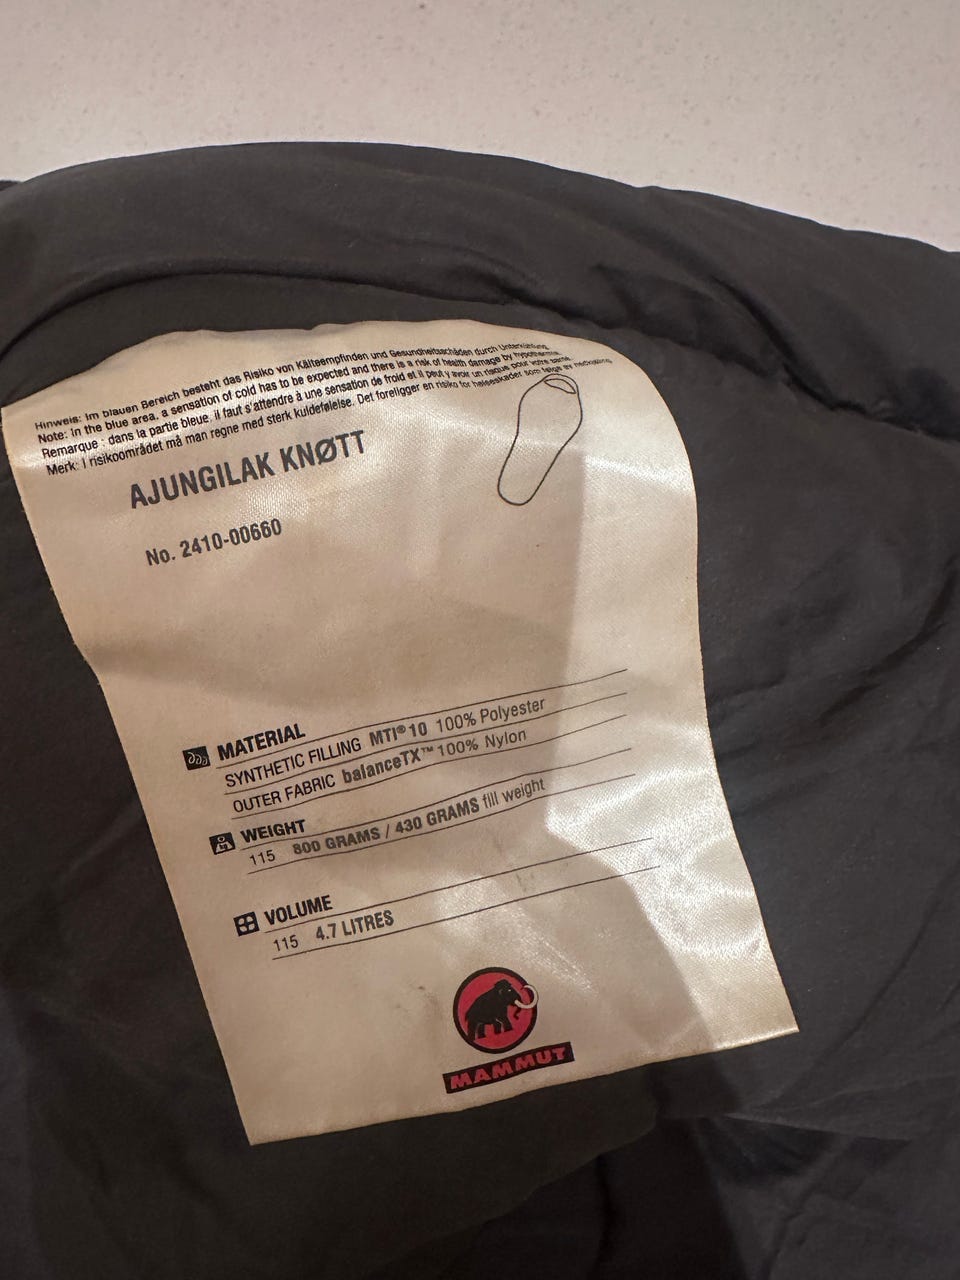 Hinweis: Im blauen Bereich besteht das Risiko von Kälteempfinden und Gesundheitsschäden durch Unterkühlung.
Note: In the blue area, a sensation of cold has to be expected and there is a risk of health damage by hypothermia.
Remarque : dans la partie bleue, il faut s'attendre à une sensation de froid et il peut y avoir un risque pour votre santé.
Merk: I risikoområdet må man regne med sterk kuldefølelse. Det foreligger en risiko for helseskader som følge av nedkjøling
AJUNGILAK KNØTT
No. 2410-00660
MATERIAL
SYNTHETIC FILLING MTI® 10 100% Polyester
OUTER FABRIC balanceTX™ 100% Nylon
WEIGHT
115 800 GRAMS / 430 GRAMS fill weight
VOLUME
115 4.7 LITRES
MAMMUT